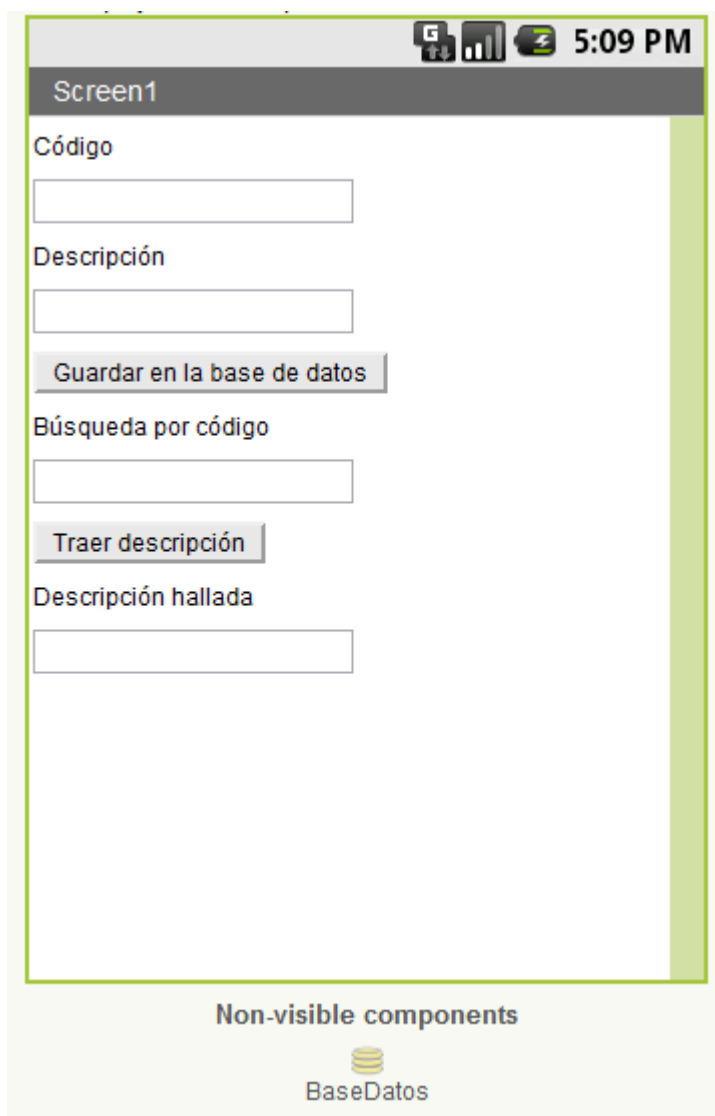 5:09 PM
Screen1
Código
Descripción
Guardar en la base de datos
Búsqueda por código
Traer descripción
Descripción hallada
Non-visible components
BaseDatos